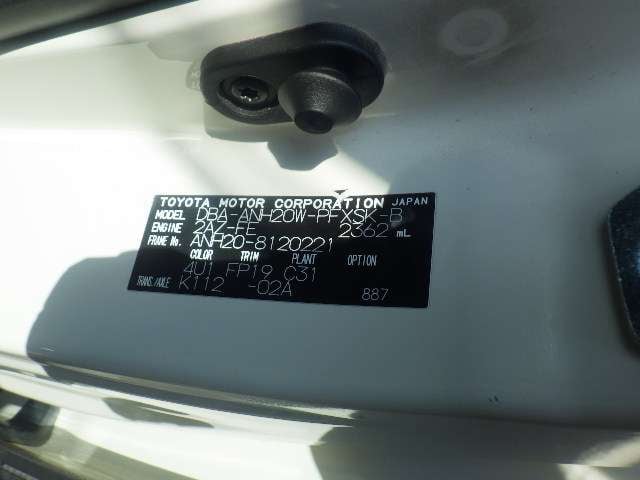 TOYOTA MOTOR CORPORATION JAPAN
MODEL DBA-ANH20W-PFXSK-B
ENGINE 2AZ-FE 2362 mL
FRAME No. ANH20-8120221
COLOR TRIM PLANT OPTION
4U1 FP19 C31
TRANS./AXLE K112 -02A
887